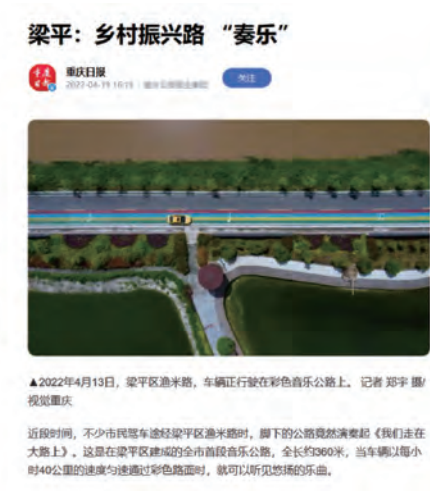 梁平：乡村振兴路 “奏乐”
重庆日报
2022-04-19 16:15
关注
▲2022年4月13日，梁平区渔米路，车辆正行驶在彩色音乐公路上。 记者 郑宇 摄/
视觉重庆
近段时间，不少市民驾车途经梁平区渔米路时，脚下的公路竟然演奏起《我们走在
大路上》。这是在梁平区建成的全市首段音乐公路，全长约360米，当车辆以每小
时40公里的速度匀速通过彩色路面时，就可以听见悠扬的乐曲。